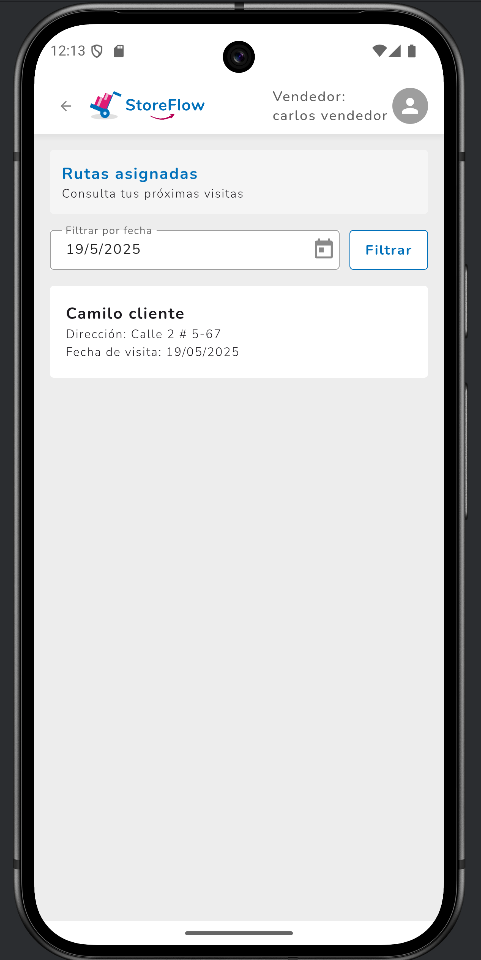 12:13
StoreFlow
Vendedor:
carlos vendedor
Rutas asignadas
Consulta tus próximas visitas
Filtrar por fecha
19/5/2025
Filtrar
Camilo cliente
Dirección: Calle 2 # 5-67
Fecha de visita: 19/05/2025